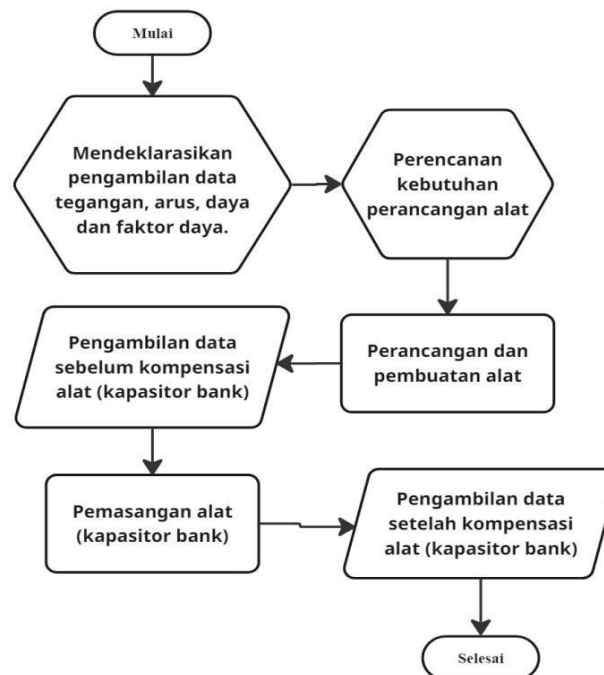 Mulai
Mendeklarasikan
pengambilan data
tegangan, arus, daya
dan faktor daya.
Perencanan
kebutuhan
perancangan alat
Perancangan dan
pembuatan alat
Pengambilan data
sebelum kompensasi
alat (kapasitor bank)
Pemasangan alat
(kapasitor bank)
Pengambilan data
setelah kompensasi
alat (kapasitor bank)
Selesai